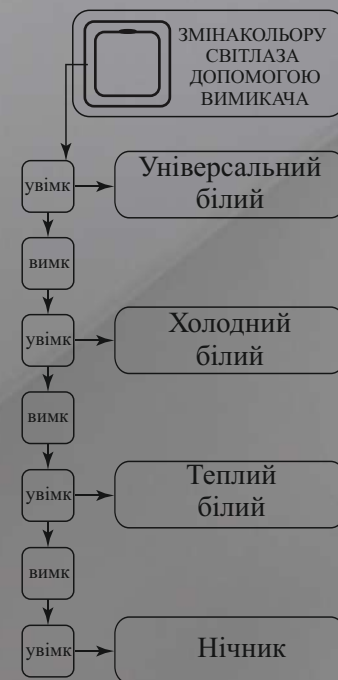 ЗМІНАКОЛЬОРУ
СВІТЛАЗА
ДОПОМОГОЮ
ВИМИКАЧА
увімк
Універсальний
білий
вимк
увімк
Холодний
білий
вимк
увімк
Теплий
білий
вимк
увімк
Нічник